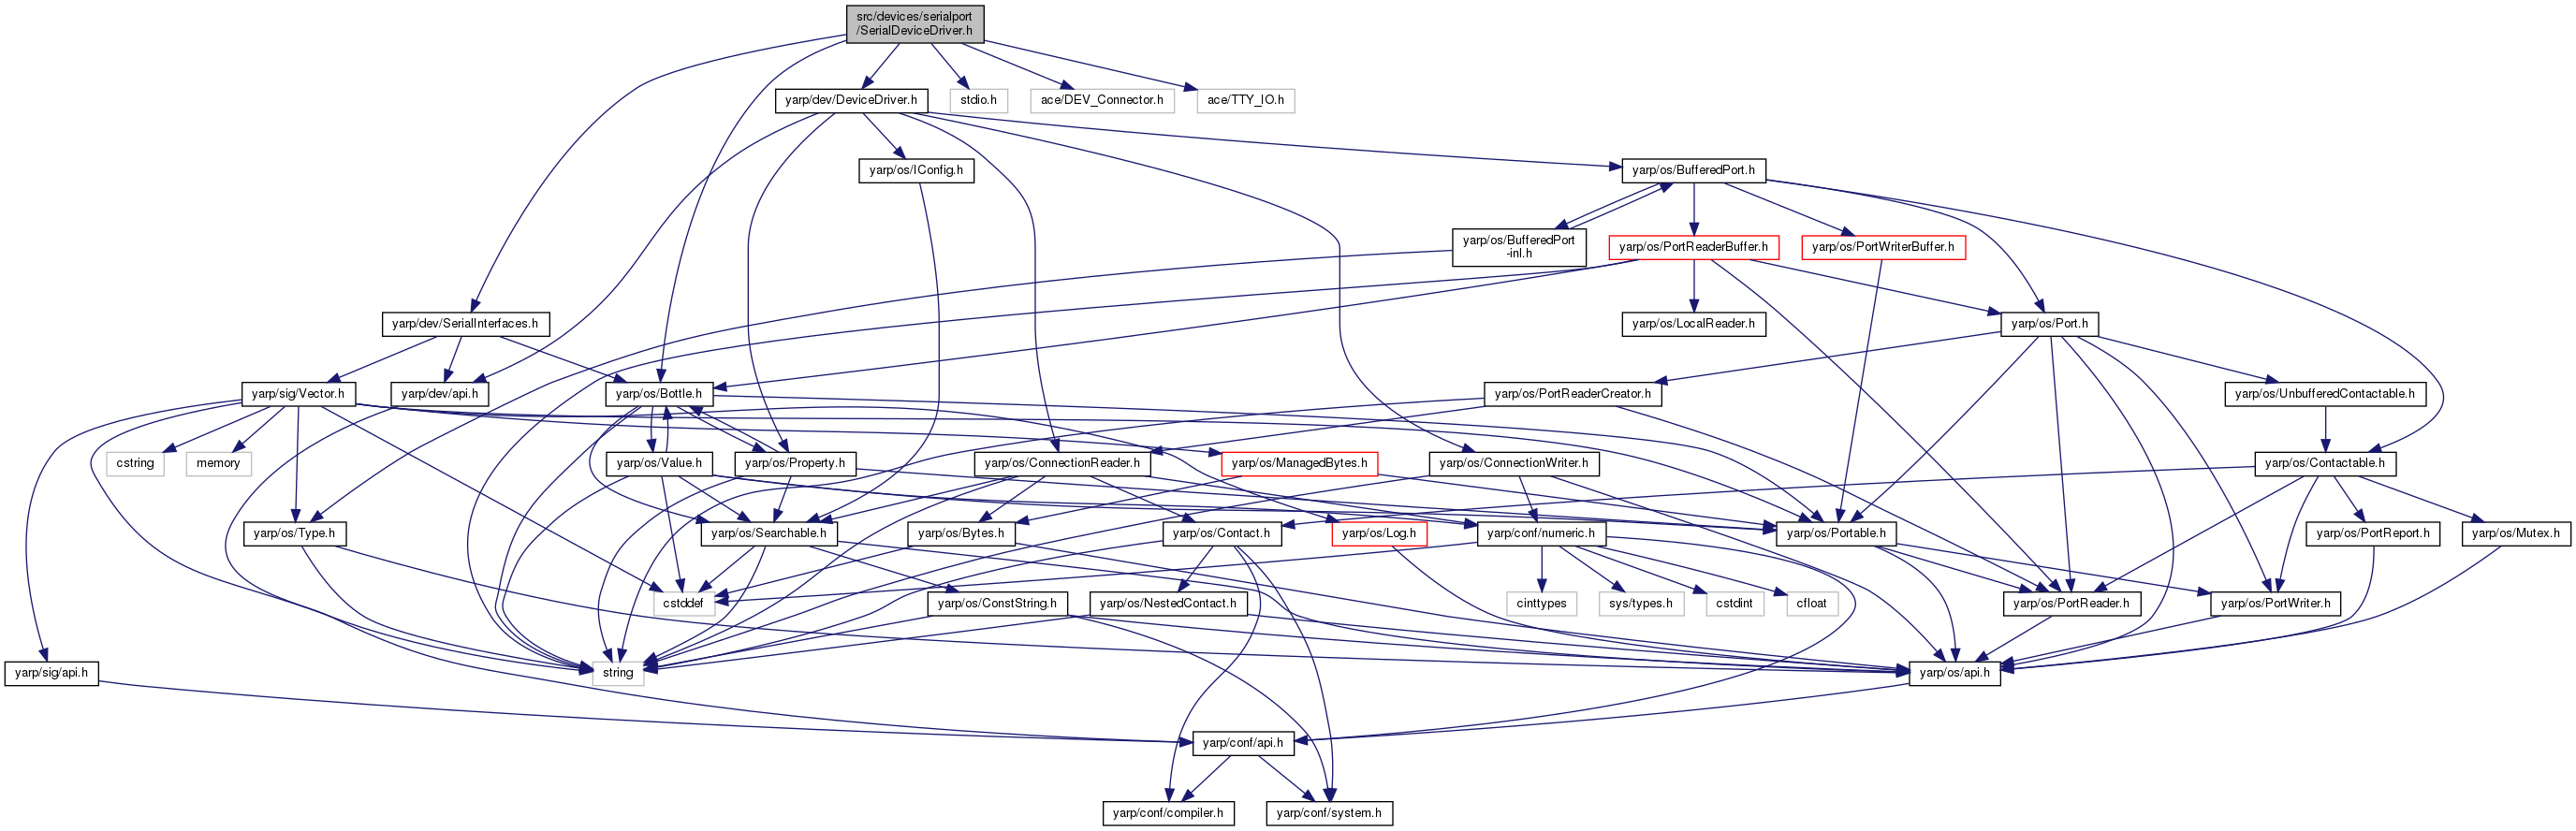 src/devices/serialport
/SerialDeviceDriver.h
yarp/dev/DeviceDriver.h
stdio.h
ace/DEV_Connector.h
ace/TTY_IO.h
yarp/os/IConfig.h
yarp/os/BufferedPort.h
yarp/os/BufferedPort
-inl.h
yarp/os/PortReaderBuffer.h
yarp/os/PortWriterBuffer.h
yarp/dev/SerialInterfaces.h
yarp/os/LocalReader.h
yarp/os/Port.h
yarp/sig/Vector.h
yarp/dev/api.h
yarp/os/Bottle.h
yarp/os/PortReaderCreator.h
yarp/os/UnbufferedContactable.h
cstring
memory
yarp/os/Value.h
yarp/os/Property.h
yarp/os/ConnectionReader.h
yarp/os/ManagedBytes.h
yarp/os/ConnectionWriter.h
yarp/os/Contactable.h
yarp/os/Type.h
yarp/os/Searchable.h
yarp/os/Bytes.h
yarp/os/Contact.h
yarp/os/Log.h
yarp/conf/numeric.h
yarp/os/Portable.h
yarp/os/PortReport.h
yarp/os/Mutex.h
cstddef
yarp/os/ConstString.h
yarp/os/NestedContact.h
cinttypes
sys/types.h
cstdint
cfloat
yarp/os/PortReader.h
yarp/os/PortWriter.h
yarp/sig/api.h
string
yarp/os/api.h
yarp/conf/api.h
yarp/conf/compiler.h
yarp/conf/system.h